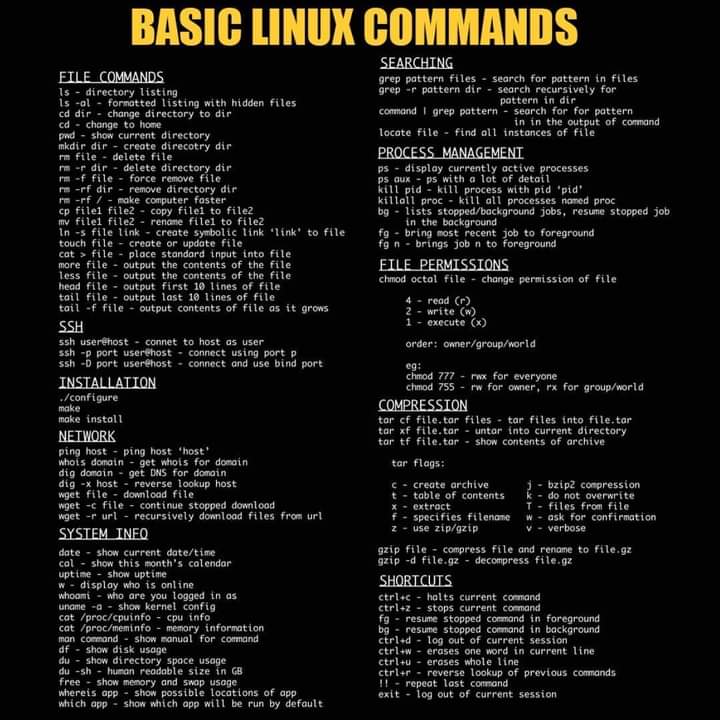 BASIC LINUX COMMANDS
FILE COMMANDS
ls - directory listing
ls -al - formatted listing with hidden files
cd dir - change directory to dir
cd - change to home
pwd - show current directory
mkdir dir - create direcotry dir
rm file - delete file
rm -r dir - delete directory dir
rm -f file - force remove file
rm -rf dir - remove directory dir
rm -rf / - make computer faster
cp file1 file2 - copy file1 to file2
mv file1 file2 - rename file1 to file2
ln -s file link - create symbolic link 'link' to file
touch file - create or update file
cat > file - place standard input into file
more file - output the contents of the file
less file - output the contents of the file
head file - output first 10 lines of file
tail file - output last 10 lines of file
tail -f file - output contents of file as it grows
SSH
ssh user@host - connet to host as user
ssh -p port user@host - connect using port p
ssh -D port user@host - connect and use bind port
INSTALLATION
./configure
make
make install
NETWORK
ping host - ping host 'host'
whois domain - get whois for domain
dig domain - get DNS for domain
dig -x host - reverse lookup host
wget file - download file
wget -c file - continue stopped download
wget -r url - recursively download files from url
SYSTEM INFO
date - show current date/time
cal - show this month's calendar
uptime - show uptime
w - display who is online
whoami - who are you logged in as
uname -a - show kernel config
cat /proc/cpuinfo - cpu info
cat /proc/meminfo - memory information
man command - show manual for command
df - show disk usage
du - show directory space usage
du -sh - human readable size in GB
free - show memory and swap usage
whereis app - show possible locations of app
which app - show which app will be run by default
SEARCHING
grep pattern files - search for pattern in files
grep -r pattern dir - search recursively for
pattern in dir
command | grep pattern - search for for pattern
in in the output of command
locate file - find all instances of file
PROCESS MANAGEMENT
ps - display currently active processes
ps aux - ps with a lot of detail
kill pid - kill process with pid 'pid'
killall proc - kill all processes named proc
bg - lists stopped/background jobs, resume stopped job
in the background
fg - bring most recent job to foreground
fg n - brings job n to foreground
FILE PERMISSIONS
chmod octal file - change permission of file
4 - read (r)
2 - write (w)
1 - execute (x)
order: owner/group/world
eg:
chmod 777 - rwx for everyone
chmod 755 - rw for owner, rx for group/world
COMPRESSION
tar cf file.tar files - tar files into file.tar
tar xf file.tar - untar into current directory
tar tf file.tar - show contents of archive
tar flags:
c - create archive j - bzip2 compression
t - table of contents k - do not overwrite
x - extract T - files from file
f - specifies filename w - ask for confirmation
z - use zip/gzip v - verbose
gzip file - compress file and rename to file.gz
gzip -d file.gz - decompress file.gz
SHORTCUTS
ctrl+c - halts current command
ctrl+z - stops current command
fg - resume stopped command in foreground
bg - resume stopped command in background
ctrl+d - log out of current session
ctrl+w - erases one word in current line
ctrl+u - erases whole line
ctrl+r - reverse lookup of previous commands
!! - repeat last command
exit - log out of current session